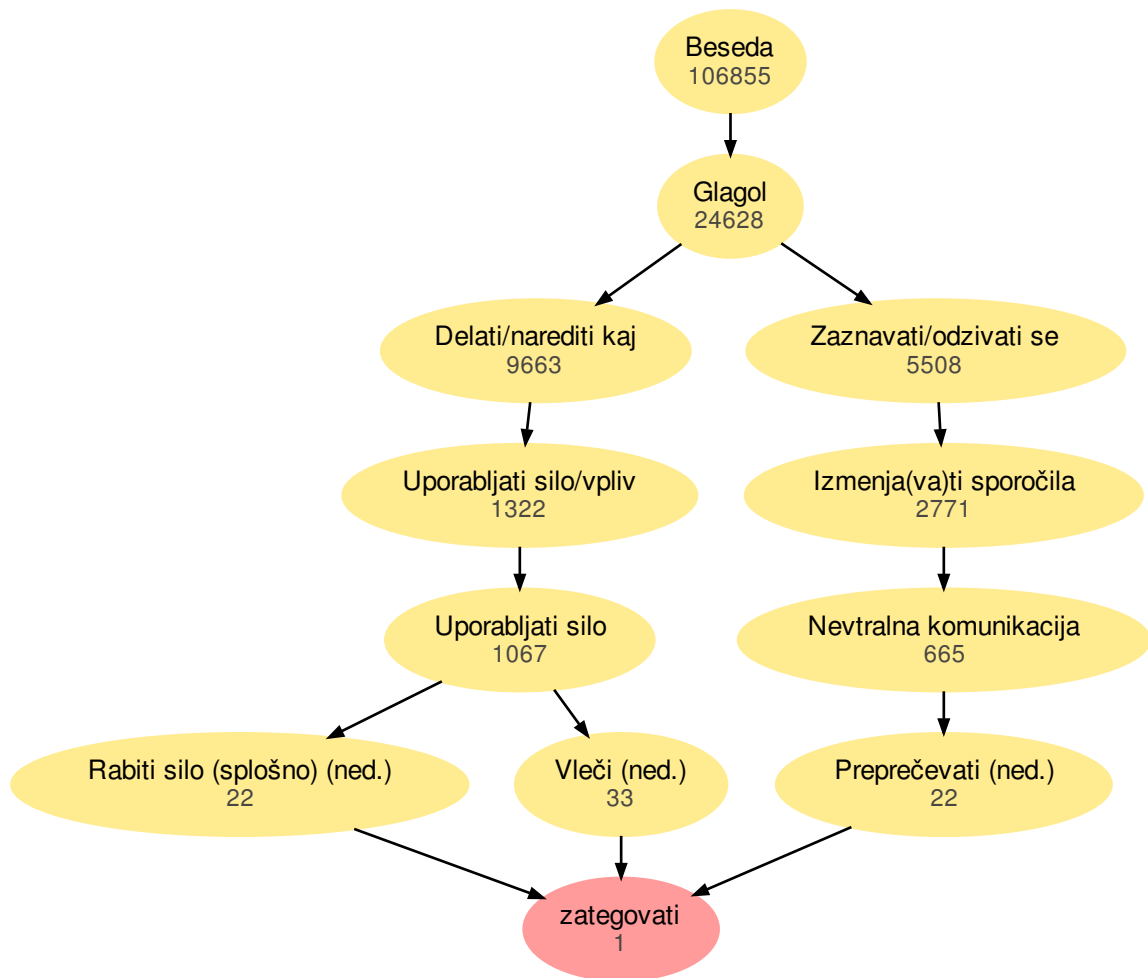 Beseda
106855
Glagol
24628
Delati/narediti kaj
9663
Zaznavati/odzivati se
5508
Uporabljati silo/vpliv
1322
Izmenja(va)ti sporočila
2771
Uporabljati silo
1067
Nevtralna komunikacija
665
Rabiti silo (splošno) (ned.)
22
Vleči (ned.)
33
Preprečevati (ned.)
22
zategovati
1